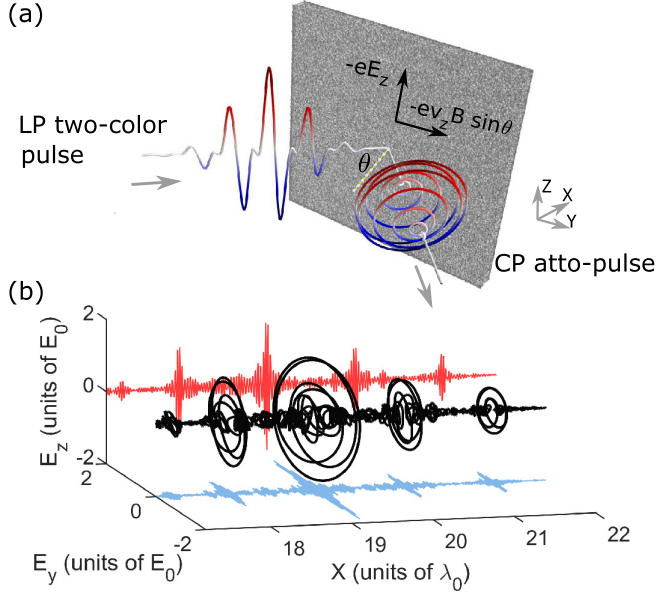 (a)
-eE_z
-ev_zB sinθ
LP two-color
pulse
θ
Z
X
Y
CP atto-pulse
(b)
2
0
-2
E_z (units of E_0)
2
0
-2
E_y (units of E_0)
18
19
20
21
22
X (units of λ_0)